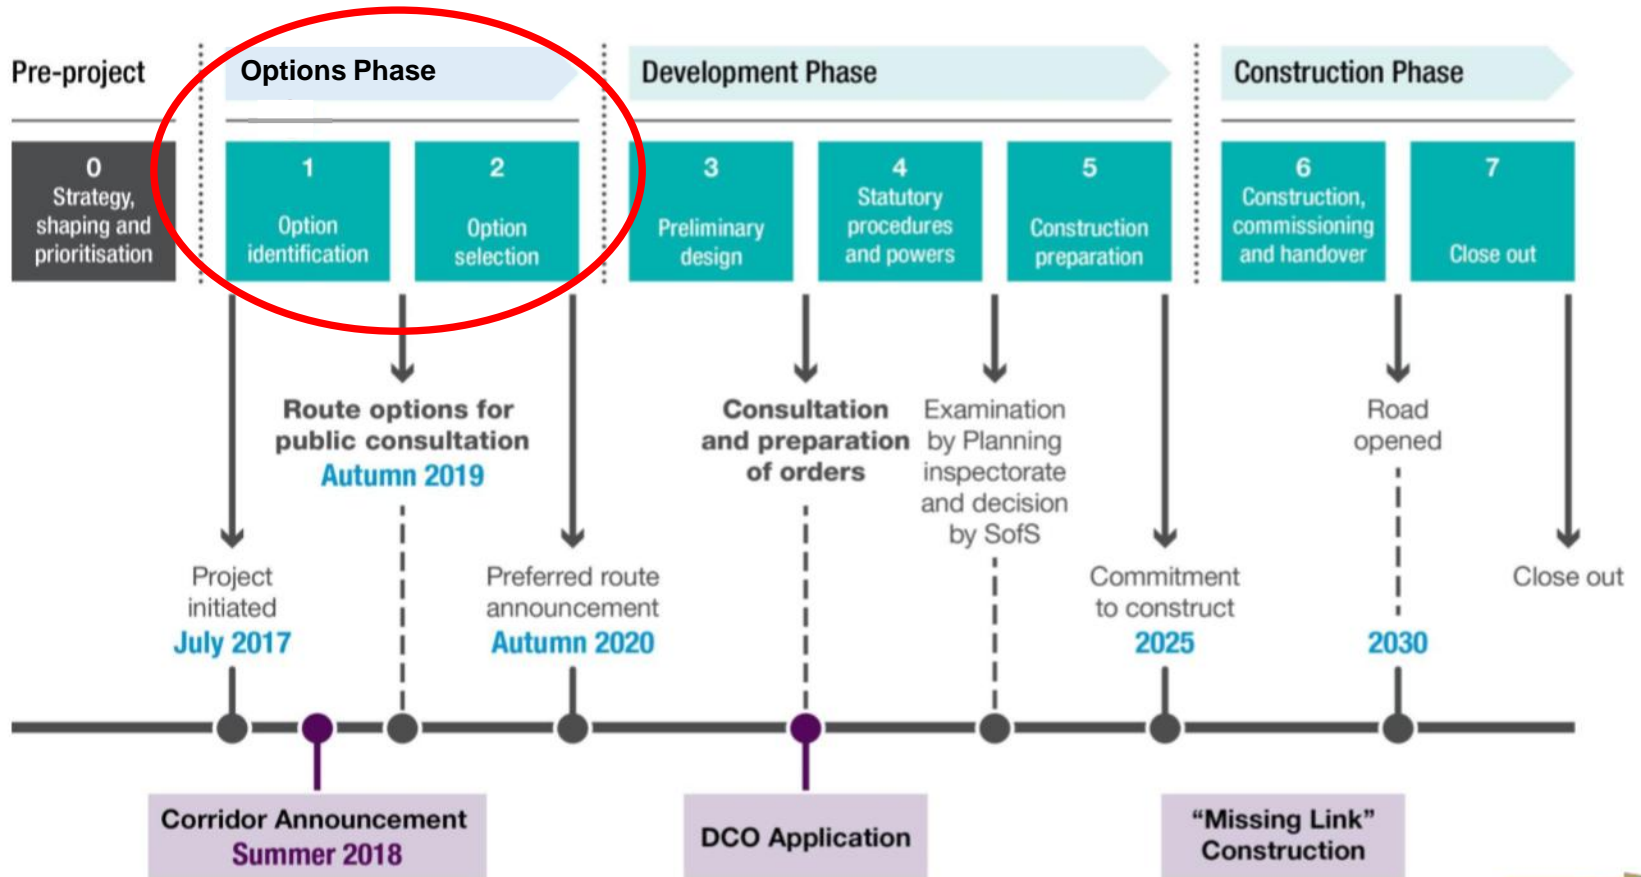 Pre-project
Options Phase
Development Phase
Construction Phase
0
Strategy,
shaping and
prioritisation
1
Option
identification
2
Option
selection
3
Preliminary
design
4
Statutory
procedures
and powers
5
Construction
preparation
6
Construction,
commissioning
and handover
7
Close out
Route options for
public consultation
Autumn 2019
Consultation
and preparation
of orders
Examination
by Planning
inspectorate
and decision
by SofS
Road
opened
Project
initiated
July 2017
Preferred route
announcement
Autumn 2020
Commitment
to construct
2025
2030
Close out
Corridor Announcement
Summer 2018
DCO Application
“Missing Link”
Construction